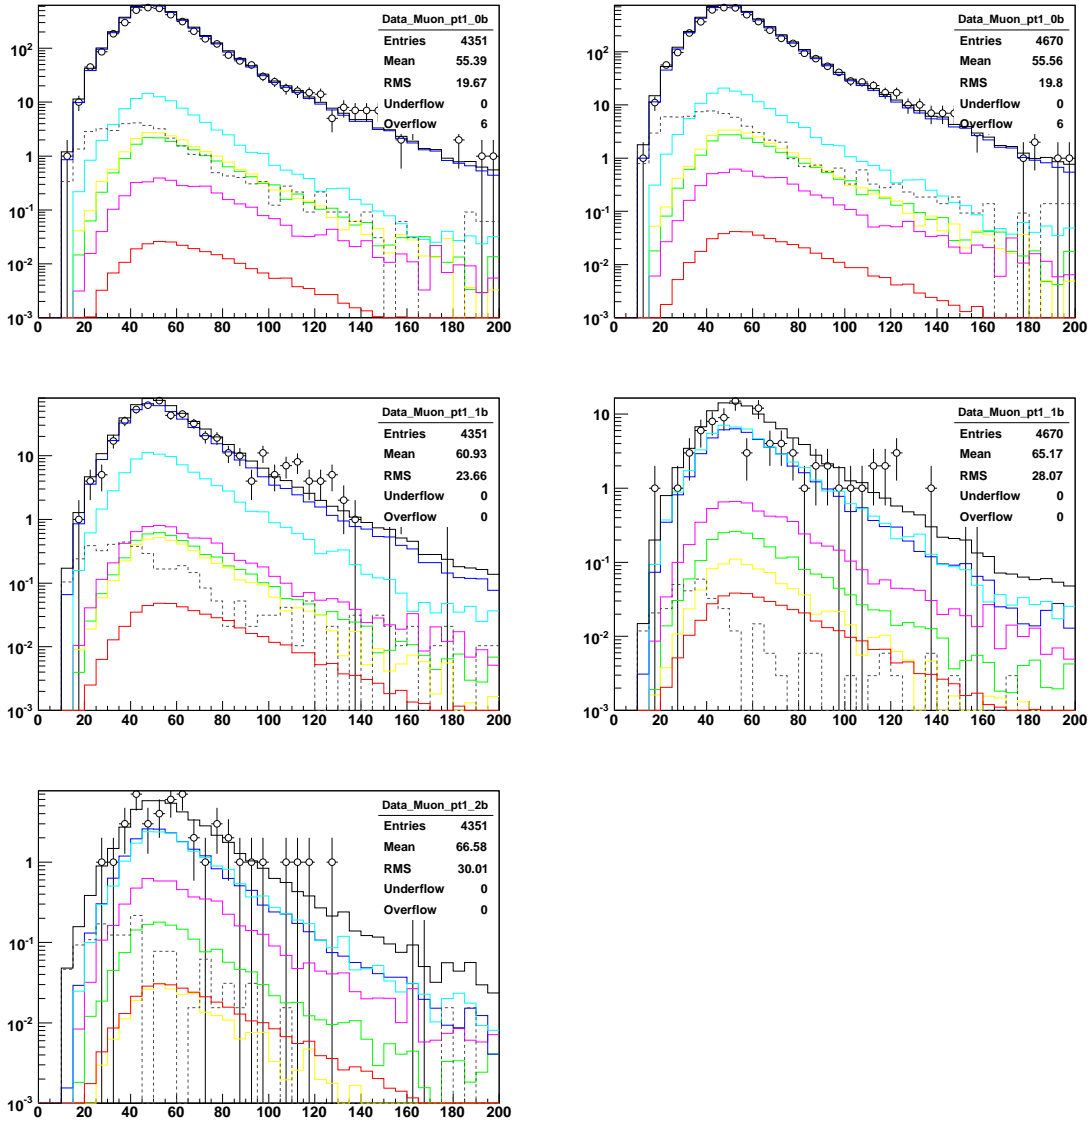 Data_Muon_pt1_0b
Entries 4351
Mean 55.39
RMS 19.67
Underflow 0
Overflow 6
10²
10
1
10⁻¹
10⁻²
10⁻³
0 20 40 60 80 100 120 140 160 180 200
Data_Muon_pt1_0b
Entries 4670
Mean 55.56
RMS 19.8
Underflow 0
Overflow 6
10²
10
1
10⁻¹
10⁻²
10⁻³
0 20 40 60 80 100 120 140 160 180 200
Data_Muon_pt1_1b
Entries 4351
Mean 60.93
RMS 23.66
Underflow 0
Overflow 0
10
1
10⁻¹
10⁻²
10⁻³
0 20 40 60 80 100 120 140 160 180 200
Data_Muon_pt1_1b
Entries 4670
Mean 65.17
RMS 28.07
Underflow 0
Overflow 0
10
1
10⁻¹
10⁻²
10⁻³
0 20 40 60 80 100 120 140 160 180 200
Data_Muon_pt1_2b
Entries 4351
Mean 66.58
RMS 30.01
Underflow 0
Overflow 0
1
10⁻¹
10⁻²
10⁻³
0 20 40 60 80 100 120 140 160 180 200